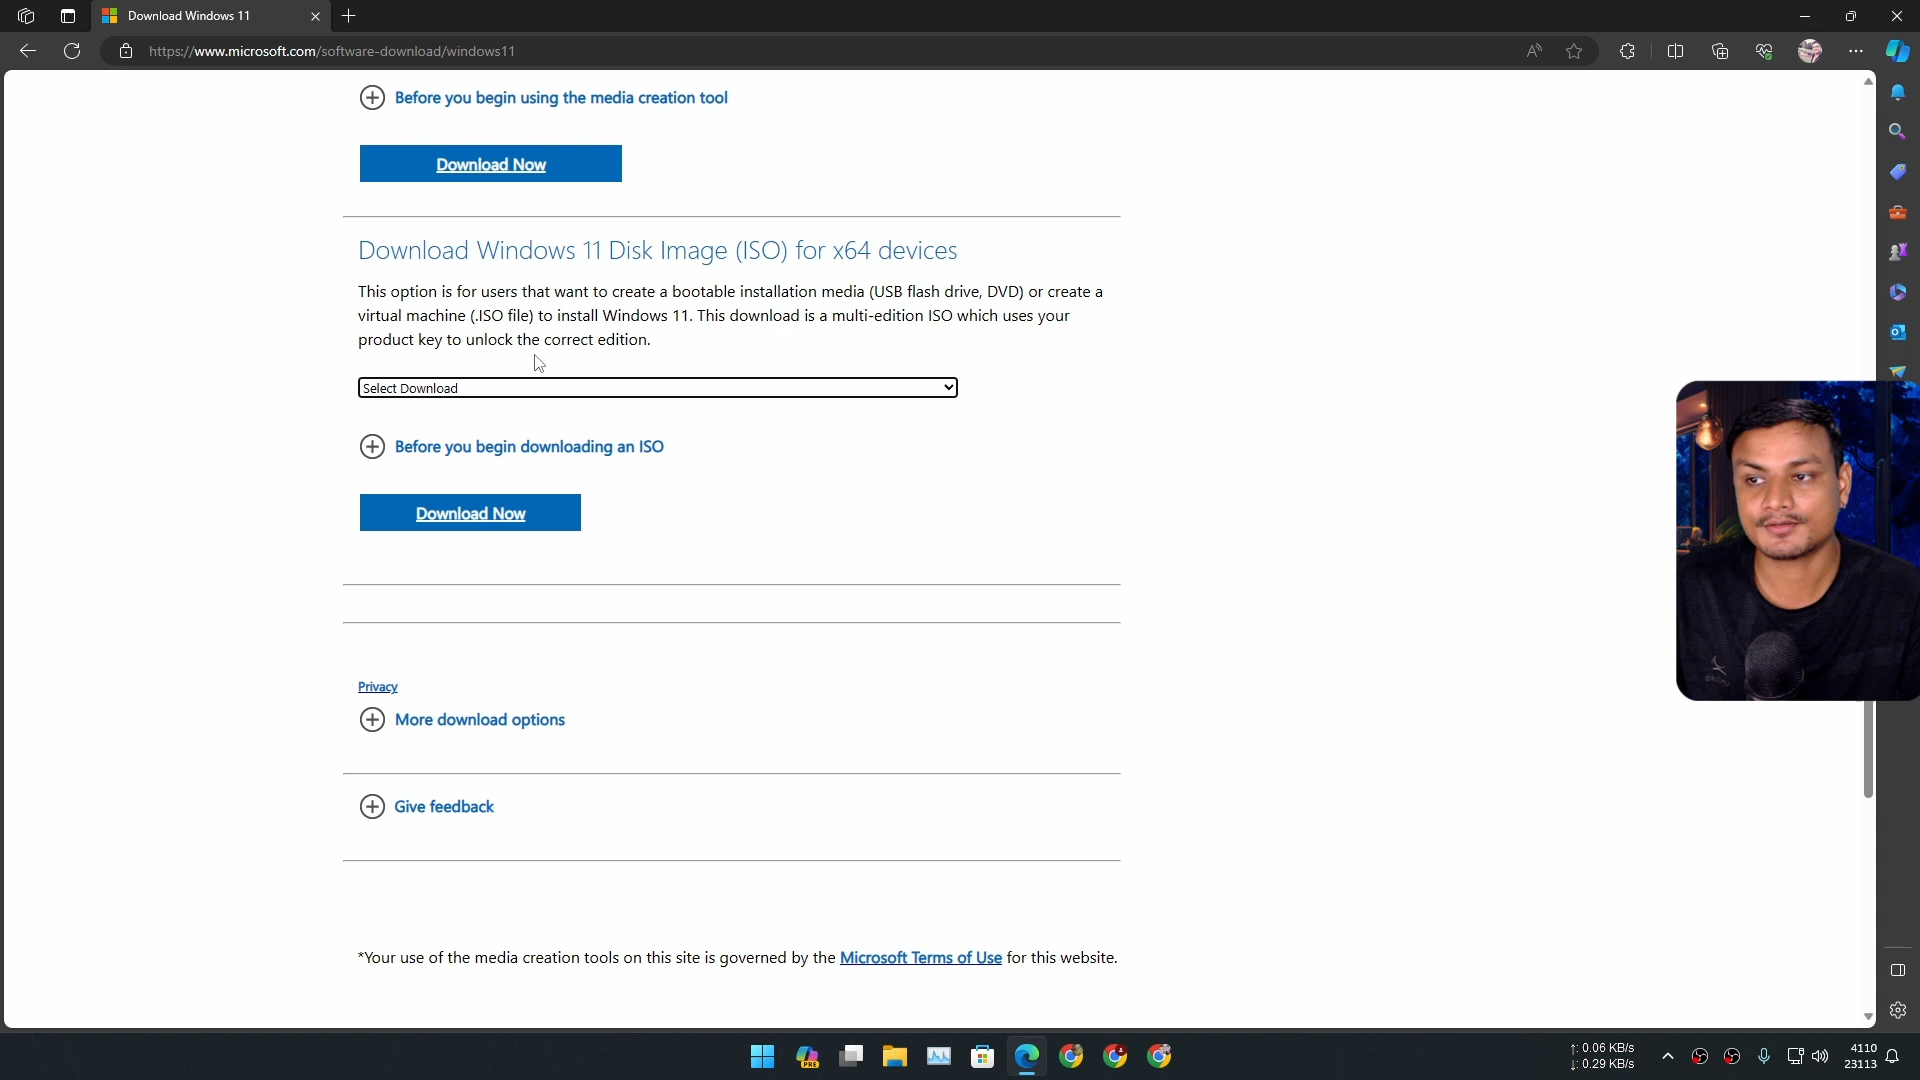 Download Windows 11
https://www.microsoft.com/software-download/windows11
Before you begin using the media creation tool
Download Now
Download Windows 11 Disk Image (ISO) for x64 devices
This option is for users that want to create a bootable installation media (USB flash drive, DVD) or create a
virtual machine (.ISO file) to install Windows 11. This download is a multi-edition ISO which uses your
product key to unlock the correct edition.
Select Download
Before you begin downloading an ISO
Download Now
Privacy
More download options
Give feedback
*Your use of the media creation tools on this site is governed by the Microsoft Terms of Use for this website.
PRE
↑: 0.06 KB/s
↓: 0.29 KB/s
4110
23113